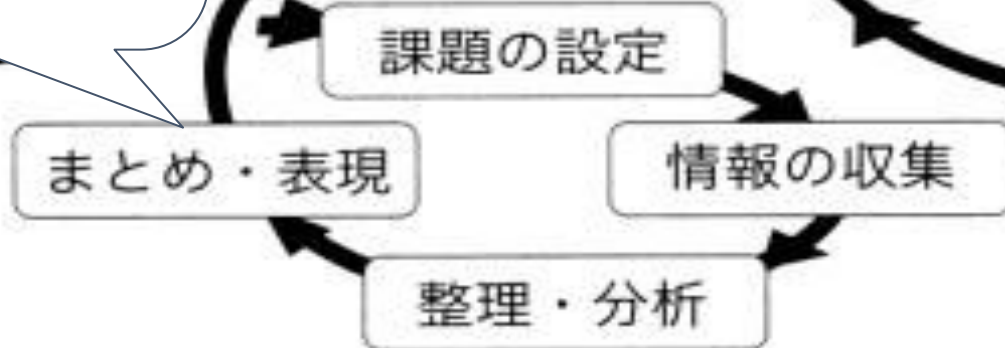 課題の設定
まとめ・表現
情報の収集
整理・分析